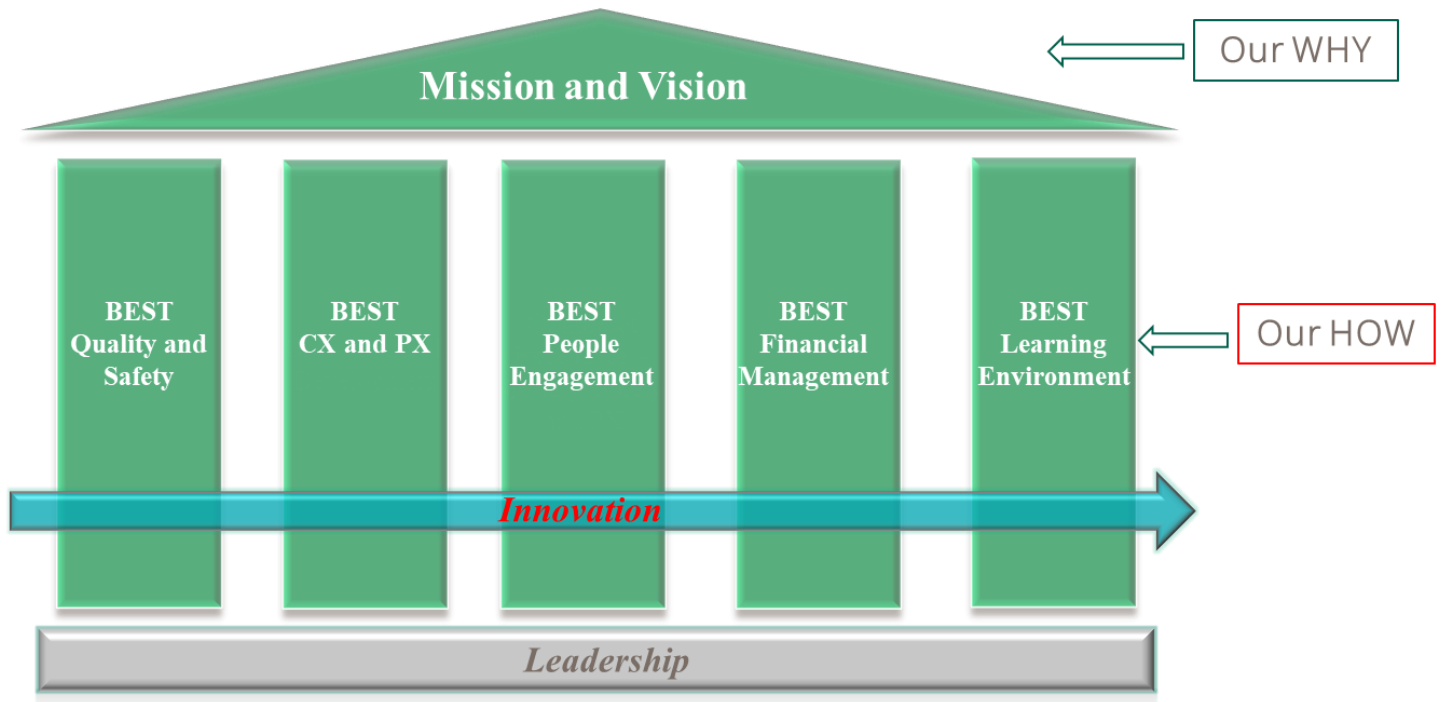 Our WHY
Mission and Vision
BEST
Quality and
Safety
BEST
CX and PX
BEST
People
Engagement
BEST
Financial
Management
BEST
Learning
Environment
Our HOW
Innovation
Leadership